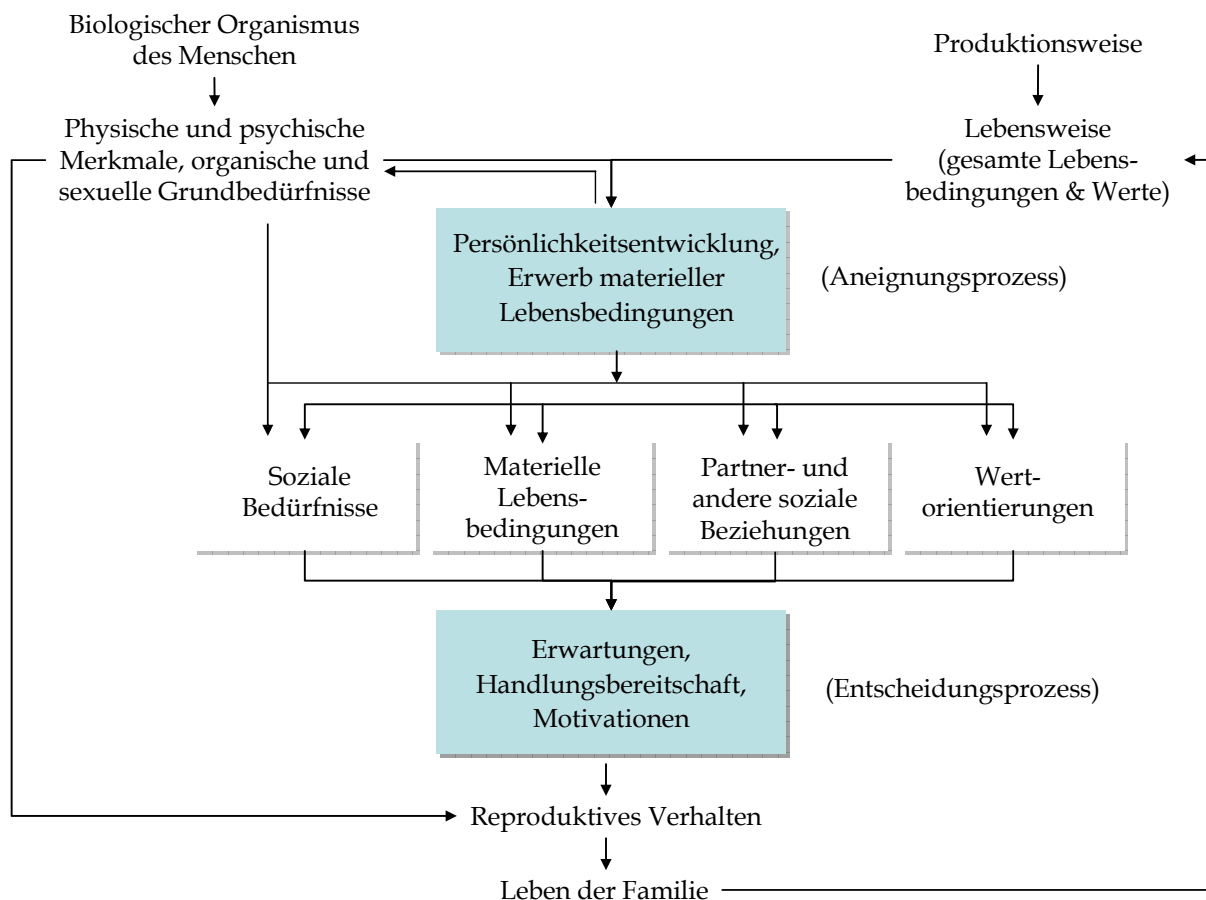 Biologischer Organismus
des Menschen
Produktionsweise
Physische und psychische
Merkmale, organische und
sexuelle Grundbedürfnisse
Lebensweise
(gesamte Lebens-
bedingungen & Werte)
Persönlichkeitsentwicklung,
Erwerb materieller
Lebensbedingungen
(Aneignungsprozess)
Soziale
Bedürfnisse
Materielle
Lebens-
bedingungen
Partner- und
andere soziale
Beziehungen
Wert-
orientierungen
Erwartungen,
Handlungsbereitschaft,
Motivationen
(Entscheidungsprozess)
Reproduktives Verhalten
Leben der Familie